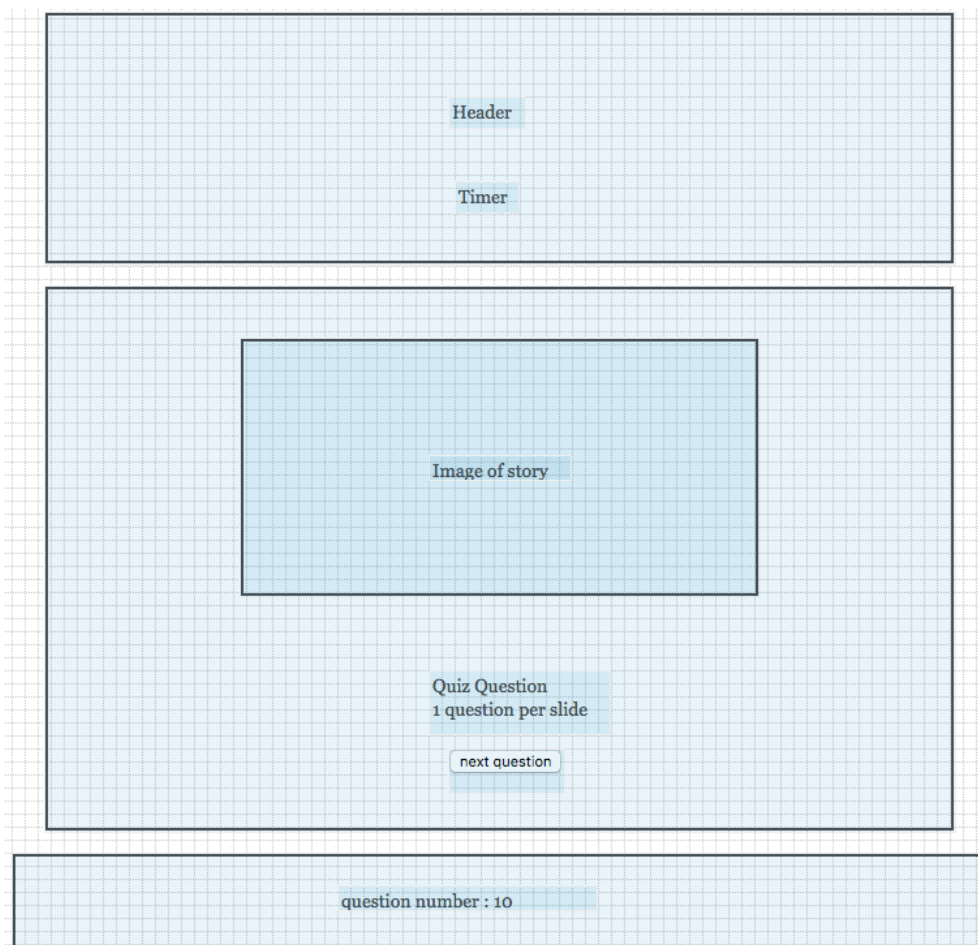 Header
Timer
Image of story
Quiz Question
1 question per slide
next question
question number : 10